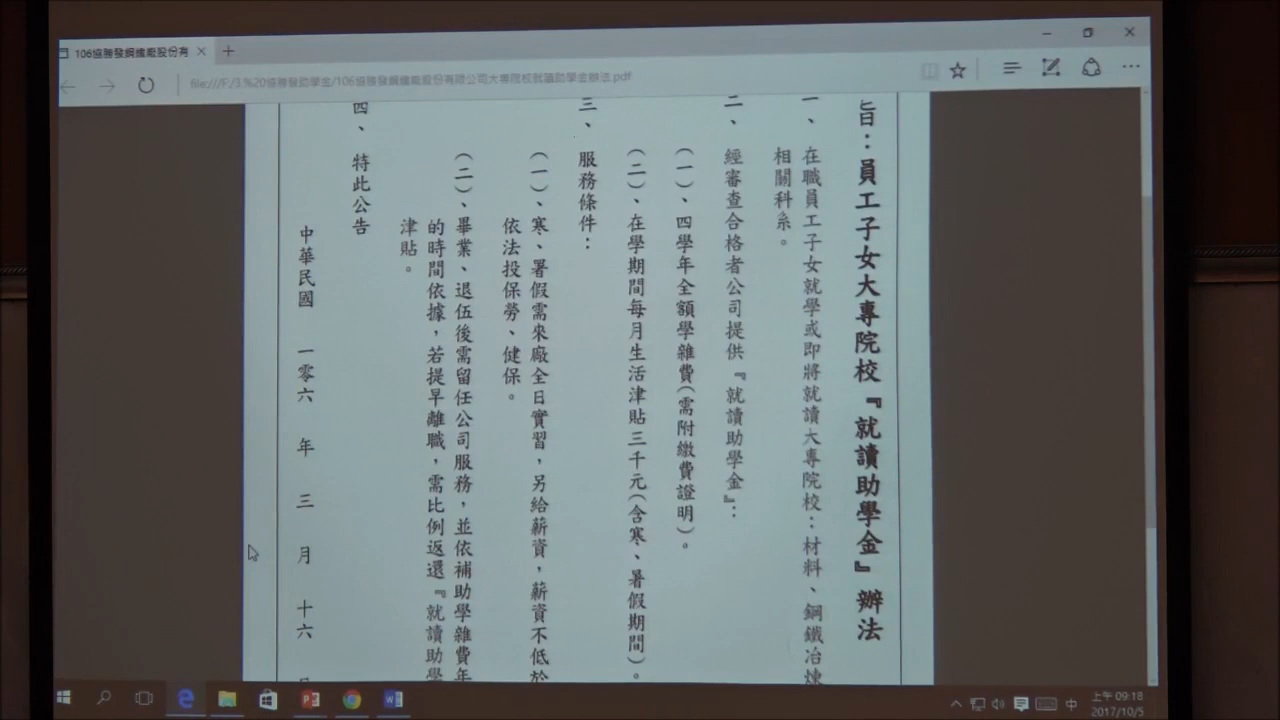 106協勝發鋼鐵廠股份有
file:///F:/3.%20協勝發助學金/106協勝發鋼鐵廠股份有限公司大專院校就讀助學金辦法.pdf
旨：員工子女大專院校『就讀助學金』辦法
一、在職員工子女就學或即將就讀大專院校：材料、鋼鐵冶煉
相關科系。
二、經審查合格者公司提供『就讀助學金』：
（一）、四學年全額學雜費（需附繳費證明）。
（二）、在學期間每月生活津貼三千元（含寒、暑假期間）。
三、服務條件：
（一）、寒、暑假需來廠全日實習，另給薪資，薪資不低於
依法投保勞、健保。
（二）、畢業、退伍後需留任公司服務，並依補助學雜費年
的時間依據，若提早離職，需比例返還『就讀助學
津貼。
四、特此公告
中華民國 一零六 年 三 月 十六
中
上午 09:18
2017/10/5